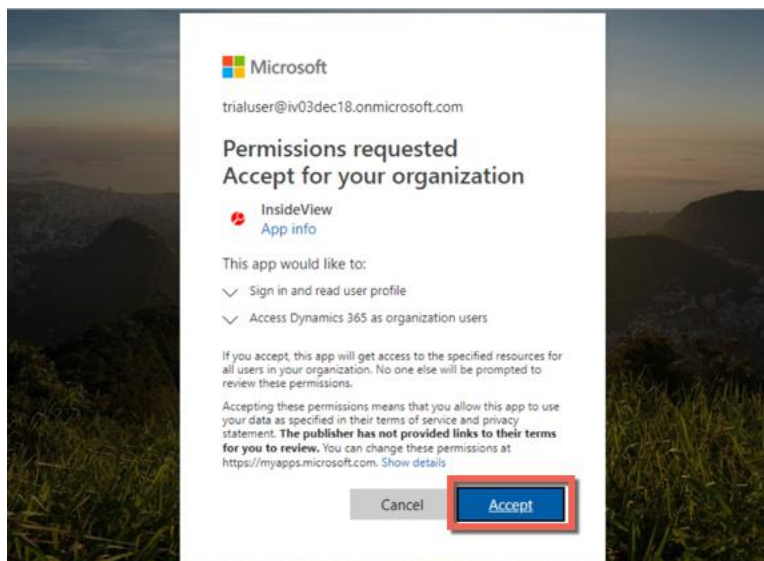 Microsoft
trialuser@iv03dec18.onmicrosoft.com
Permissions requested
Accept for your organization
InsideView
App info
This app would like to:
Sign in and read user profile
Access Dynamics 365 as organization users
If you accept, this app will get access to the specified resources for
all users in your organization. No one else will be prompted to
review these permissions.
Accepting these permissions means that you allow this app to use
your data as specified in their terms of service and privacy
statement. The publisher has not provided links to their terms
for you to review. You can change these permissions at
https://myapps.microsoft.com. Show details
Cancel Accept